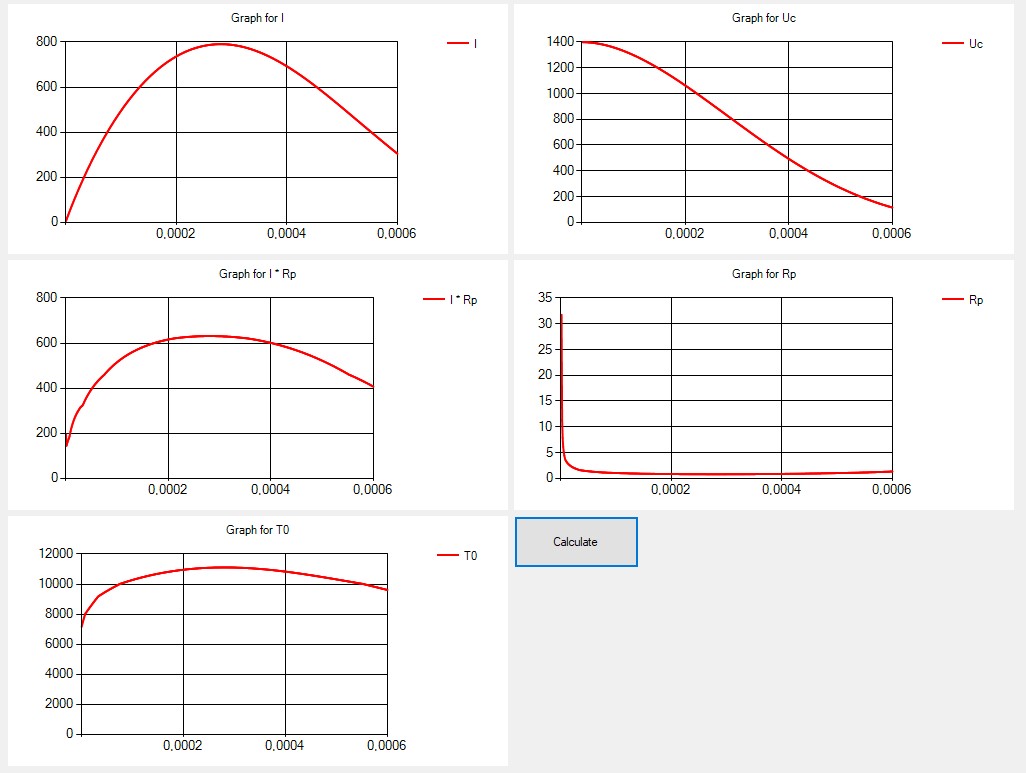 Graph for I
I
800
600
400
200
0
0,0002 0,0004 0,0006
Graph for Uc
Uc
1400
1200
1000
800
600
400
200
0
0,0002 0,0004 0,0006
Graph for I * Rp
I * Rp
800
600
400
200
0
0,0002 0,0004 0,0006
Graph for Rp
Rp
35
30
25
20
15
10
5
0
0,0002 0,0004 0,0006
Graph for T0
T0
12000
10000
8000
6000
4000
2000
0
0,0002 0,0004 0,0006
Calculate